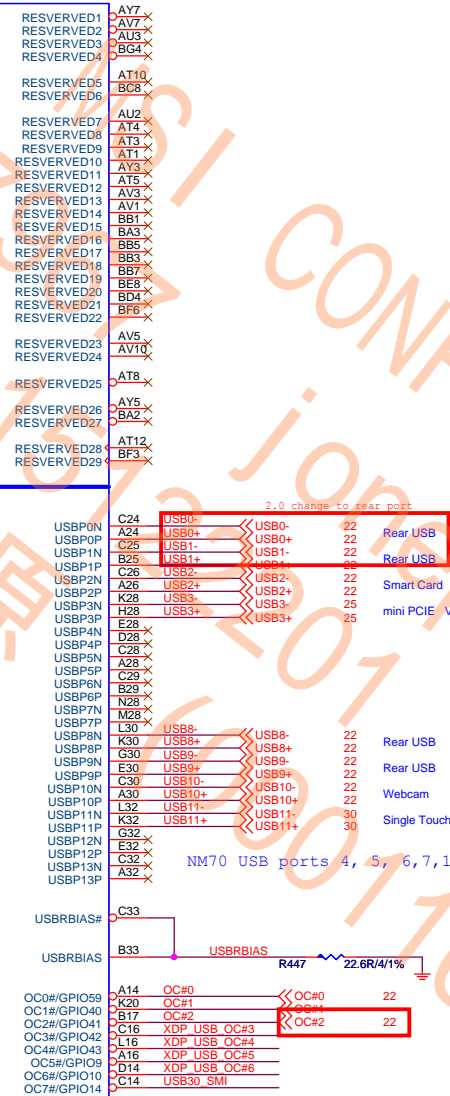 RESVERVED1 AY7
RESVERVED2 AV7
RESVERVED3 AU3
RESVERVED4 BG4
RESVERVED5 AT10
RESVERVED6 BC8
RESVERVED7 AU2
RESVERVED8 AT4
RESVERVED9 AT3
RESVERVED10 AT1
RESVERVED11 AY3
RESVERVED12 AT5
RESVERVED13 AV3
RESVERVED14 AV1
RESVERVED15 BB1
RESVERVED16 BA3
RESVERVED17 BB5
RESVERVED18 BB3
RESVERVED19 BB7
RESVERVED20 BE8
RESVERVED21 BD4
RESVERVED22 BF6
RESVERVED23 AV5
RESVERVED24 AV10
RESVERVED25 AT8
RESVERVED26 AY5
RESVERVED27 BA2
RESVERVED28 AT12
RESVERVED29 BF3
2.0 change to rear port
USBP0N C24 USB0- USB0- 22
USBP0P A24 USB0+ USB0+ 22 Rear USB
USBP1N C25 USB1- USB1- 22
USBP1P B25 USB1+ USB1+ 22 Rear USB
USBP2N C26 USB2- USB2- 22
USBP2P A26 USB2+ USB2+ 22 Smart Card
USBP3N K28 USB3- USB3- 25
USBP3P H28 USB3+ USB3+ 25 mini PCIE
USBP4N E28
USBP4P D28
USBP5N C28
USBP5P A28
USBP6N C29
USBP6P B29
USBP7N N28
USBP7P M28
USBP8N L30 USB8- USB8- 22
USBP8P K30 USB8+ USB8+ 22 Rear USB
USBP9N G30 USB9- USB9- 22
USBP9P E30 USB9+ USB9+ 22 Rear USB
USBP10N C30 USB10- USB10- 22
USBP10P A30 USB10+ USB10+ 22 Webcam
USBP11N L32 USB11- USB11- 30
USBP11P K32 USB11+ USB11+ 30 Single Touch
USBP12N G32
USBP12P E32
USBP13N C32
USBP13P A32
NM70 USB ports 4, 5, 6,7,1
USBRBIAS# C33
USBRBIAS B33 USBRBIAS R447 22.6R/4/1%
OC0#/GPIO59 A14 OC#0 OC#0 22
OC1#/GPIO40 K20 OC#1
OC2#/GPIO41 B17 OC#2 OC#2 22
OC3#/GPIO42 C16 XDP_USB_OC#3
OC4#/GPIO43 L16 XDP_USB_OC#4
OC5#/GPIO9 A16 XDP_USB_OC#5
OC6#/GPIO10 D14 XDP_USB_OC#6
OC7#/GPIO14 C14 USB30_SMI
MSI